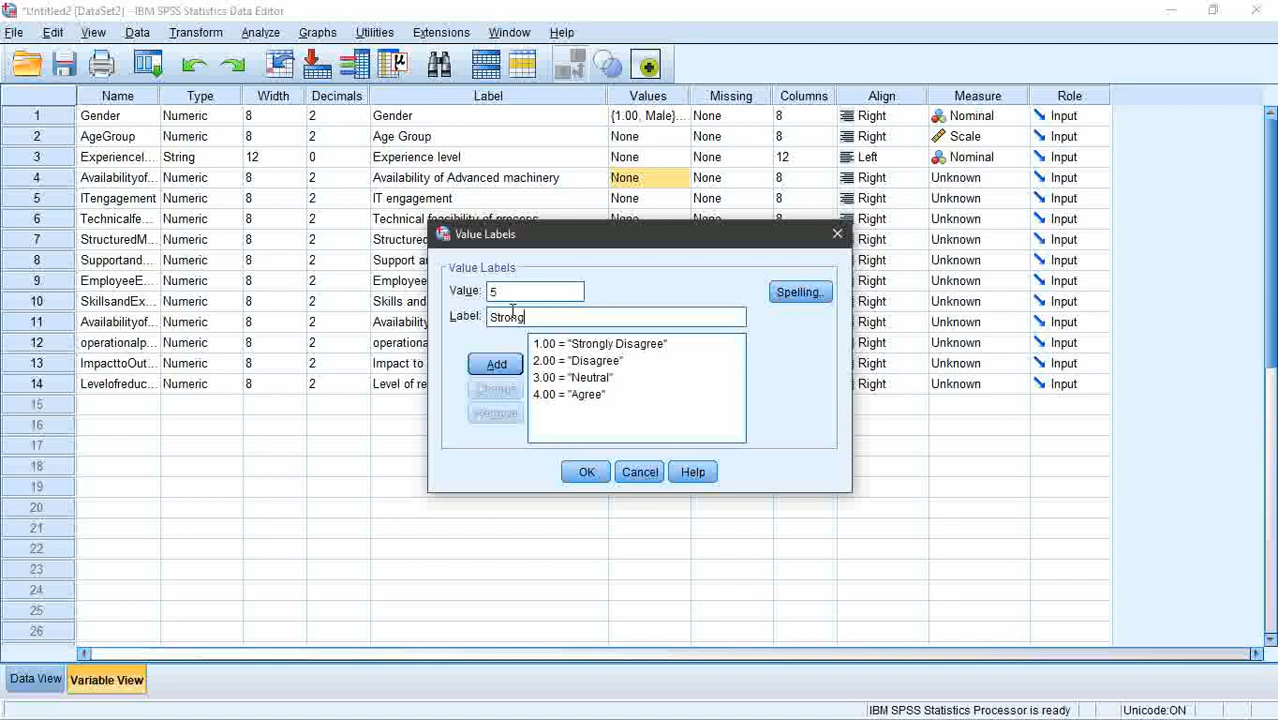 *Untitled2 [DataSet2] - IBM SPSS Statistics Data Editor
File Edit View Data Transform Analyze Graphs Utilities Extensions Window Help
Name Type Width Decimals Label Values Missing Columns Align Measure Role
1 Gender Numeric 8 2 Gender {1.00, Male}... None 8 Right Nominal Input
2 AgeGroup Numeric 8 2 Age Group None None 8 Right Scale Input
3 Experiencel... String 12 0 Experience level None None 12 Left Nominal Input
4 Availabilityof... Numeric 8 2 Availability of Advanced machinery None None 8 Right Unknown Input
5 ITengagement Numeric 8 2 IT engagement None None 8 Right Unknown Input
6 Technicalfe... Numeric 8 2 Technical feasibility of process None None 8 Right Unknown Input
7 StructuredM... Numeric 8 2 Structured Right Unknown Input
8 Supportand... Numeric 8 2 Support a Right Unknown Input
9 EmployeeE... Numeric 8 2 Employee Right Unknown Input
10 SkillsandEx... Numeric 8 2 Skills and Right Unknown Input
11 Availabilityof... Numeric 8 2 Availability Right Unknown Input
12 operationalp... Numeric 8 2 operational Right Unknown Input
13 ImpacttoOut... Numeric 8 2 Impact to Right Unknown Input
14 Levelofreduc... Numeric 8 2 Level of re Right Unknown Input
15
16
17
18
19
20
21
22
23
24
25
26
Value Labels
Value Labels
Value: 5
Spelling..
Label: Strong
1.00 = "Strongly Disagree"
2.00 = "Disagree"
3.00 = "Neutral"
4.00 = "Agree"
Add
Change
Remove
OK Cancel Help
Data View Variable View
IBM SPSS Statistics Processor is ready Unicode:ON